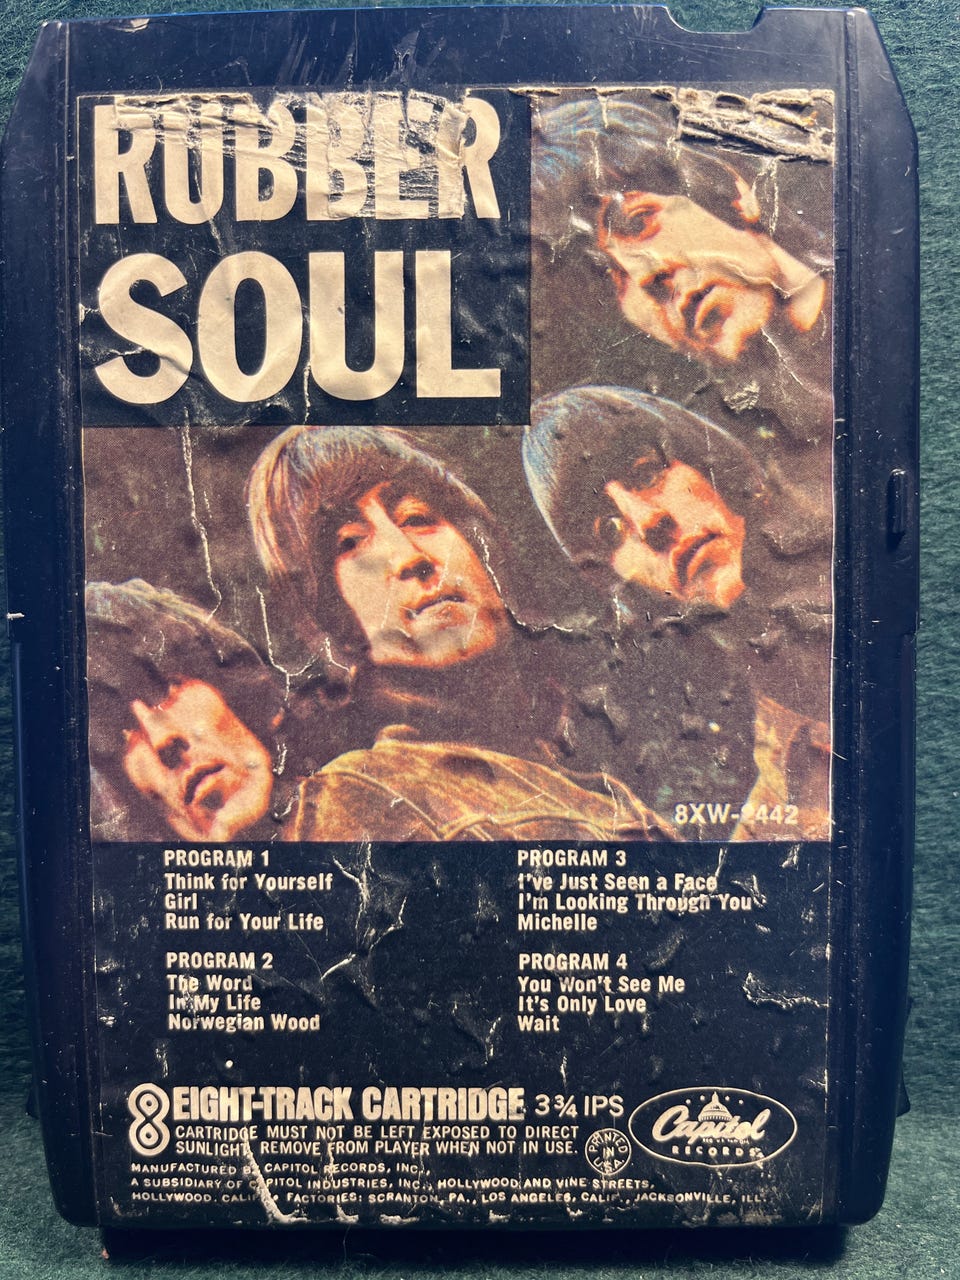 RUBBER
SOUL
8XW-2442
PROGRAM 1
Think for Yourself
Girl
Run for Your Life
PROGRAM 2
The Word
In My Life
Norwegian Wood
PROGRAM 3
I've Just Seen a Face
I'm Looking Through You
Michelle
PROGRAM 4
You Won't See Me
It's Only Love
Wait
8 EIGHT-TRACK CARTRIDGE 3¾ IPS
CARTRIDGE MUST NOT BE LEFT EXPOSED TO DIRECT
SUNLIGHT. REMOVE FROM PLAYER WHEN NOT IN USE.
PRINTED
IN
U.S.A.
Capitol
RECORDS
MANUFACTURED BY CAPITOL RECORDS, INC.,
A SUBSIDIARY OF CAPITOL INDUSTRIES, INC., HOLLYWOOD AND VINE STREETS,
HOLLYWOOD, CALIF. FACTORIES: SCRANTON, PA., LOS ANGELES, CALIF., JACKSONVILLE, ILL.